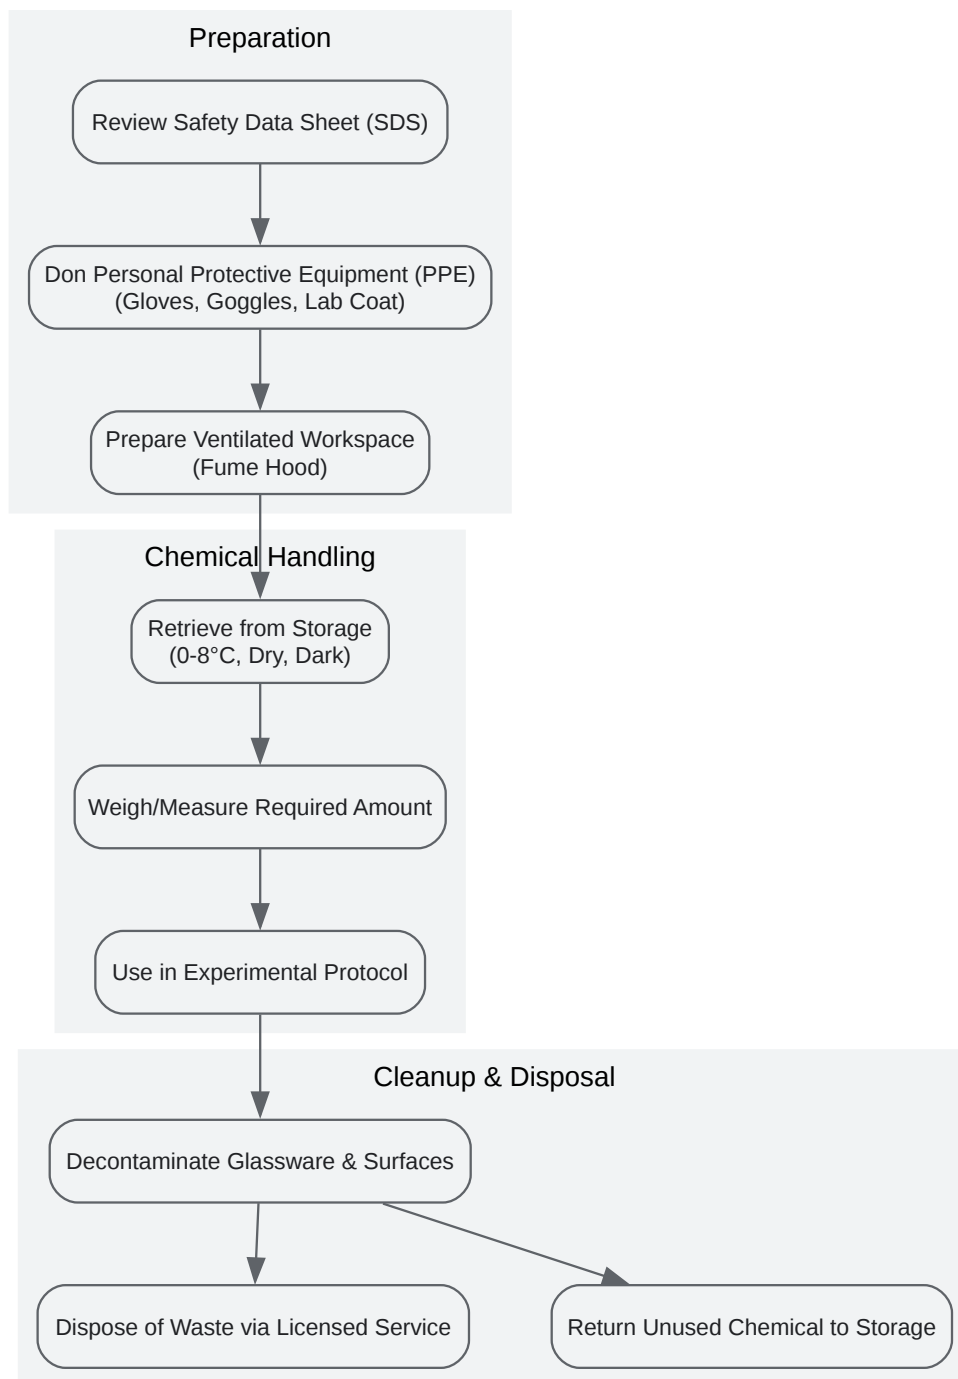 Preparation
Review Safety Data Sheet (SDS)
Don Personal Protective Equipment (PPE)
(Gloves, Goggles, Lab Coat)
Prepare Ventilated Workspace
(Fume Hood)
Chemical Handling
Retrieve from Storage
(0-8°C, Dry, Dark)
Weigh/Measure Required Amount
Use in Experimental Protocol
Cleanup & Disposal
Decontaminate Glassware & Surfaces
Dispose of Waste via Licensed Service
Return Unused Chemical to Storage